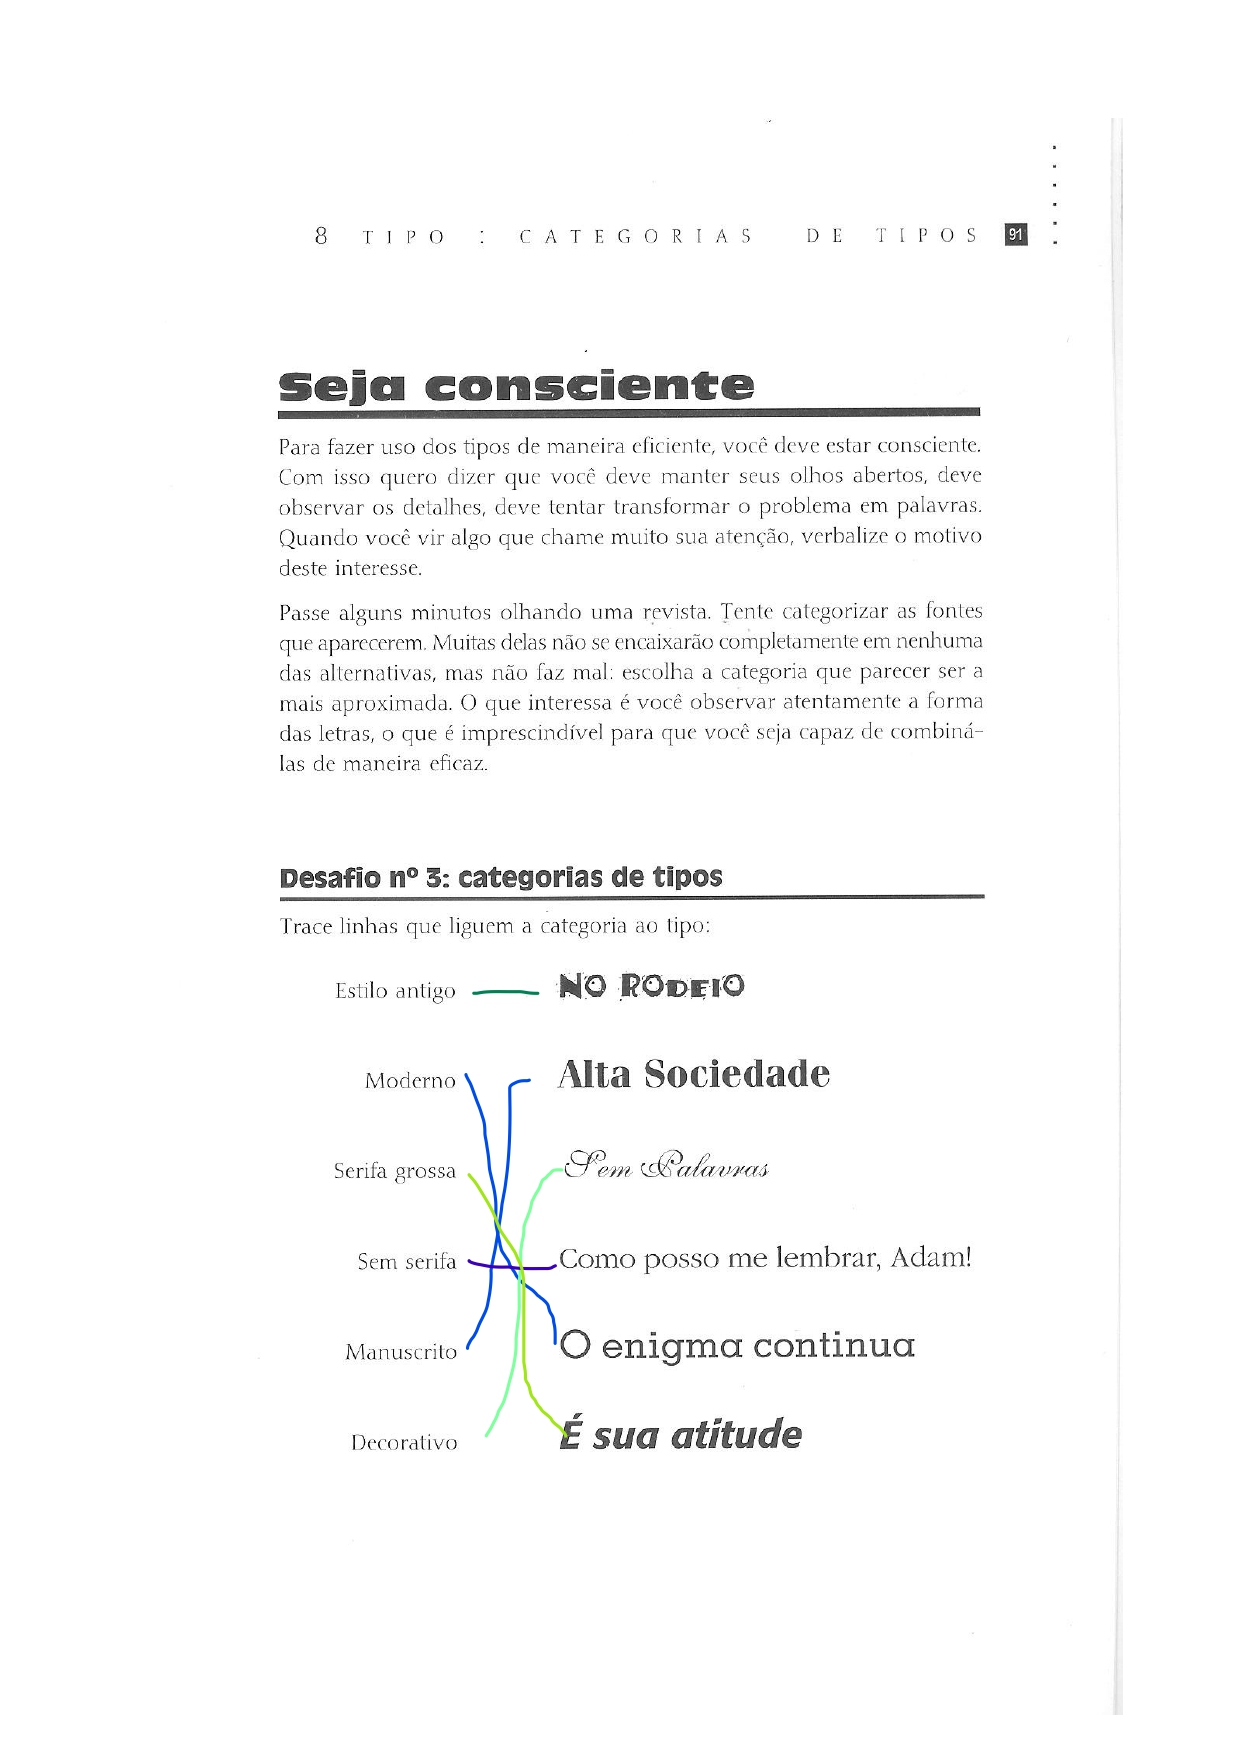 8 TIPO : CATEGORIAS DE TIPOS 91
Seja consciente
Para fazer uso dos tipos de maneira eficiente, você deve estar consciente.
Com isso quero dizer que você deve manter seus olhos abertos, deve
observar os detalhes, deve tentar transformar o problema em palavras.
Quando você vir algo que chame muito sua atenção, verbalize o motivo
deste interesse.
Passe alguns minutos olhando uma revista. Tente categorizar as fontes
que aparecerem. Muitas delas não se encaixarão completamente em nenhuma
das alternativas, mas não faz mal: escolha a categoria que parecer ser a
mais aproximada. O que interessa é você observar atentamente a forma
das letras, o que é imprescindível para que você seja capaz de combiná-
las de maneira eficaz.
Desafio nº 3: categorias de tipos
Trace linhas que liguem a categoria ao tipo:
Estilo antigo NO RODEIO
Moderno Alta Sociedade
Serifa grossa Sem Palavras
Sem serifa Como posso me lembrar, Adam!
Manuscrito O enigma continua
Decorativo É sua atitude